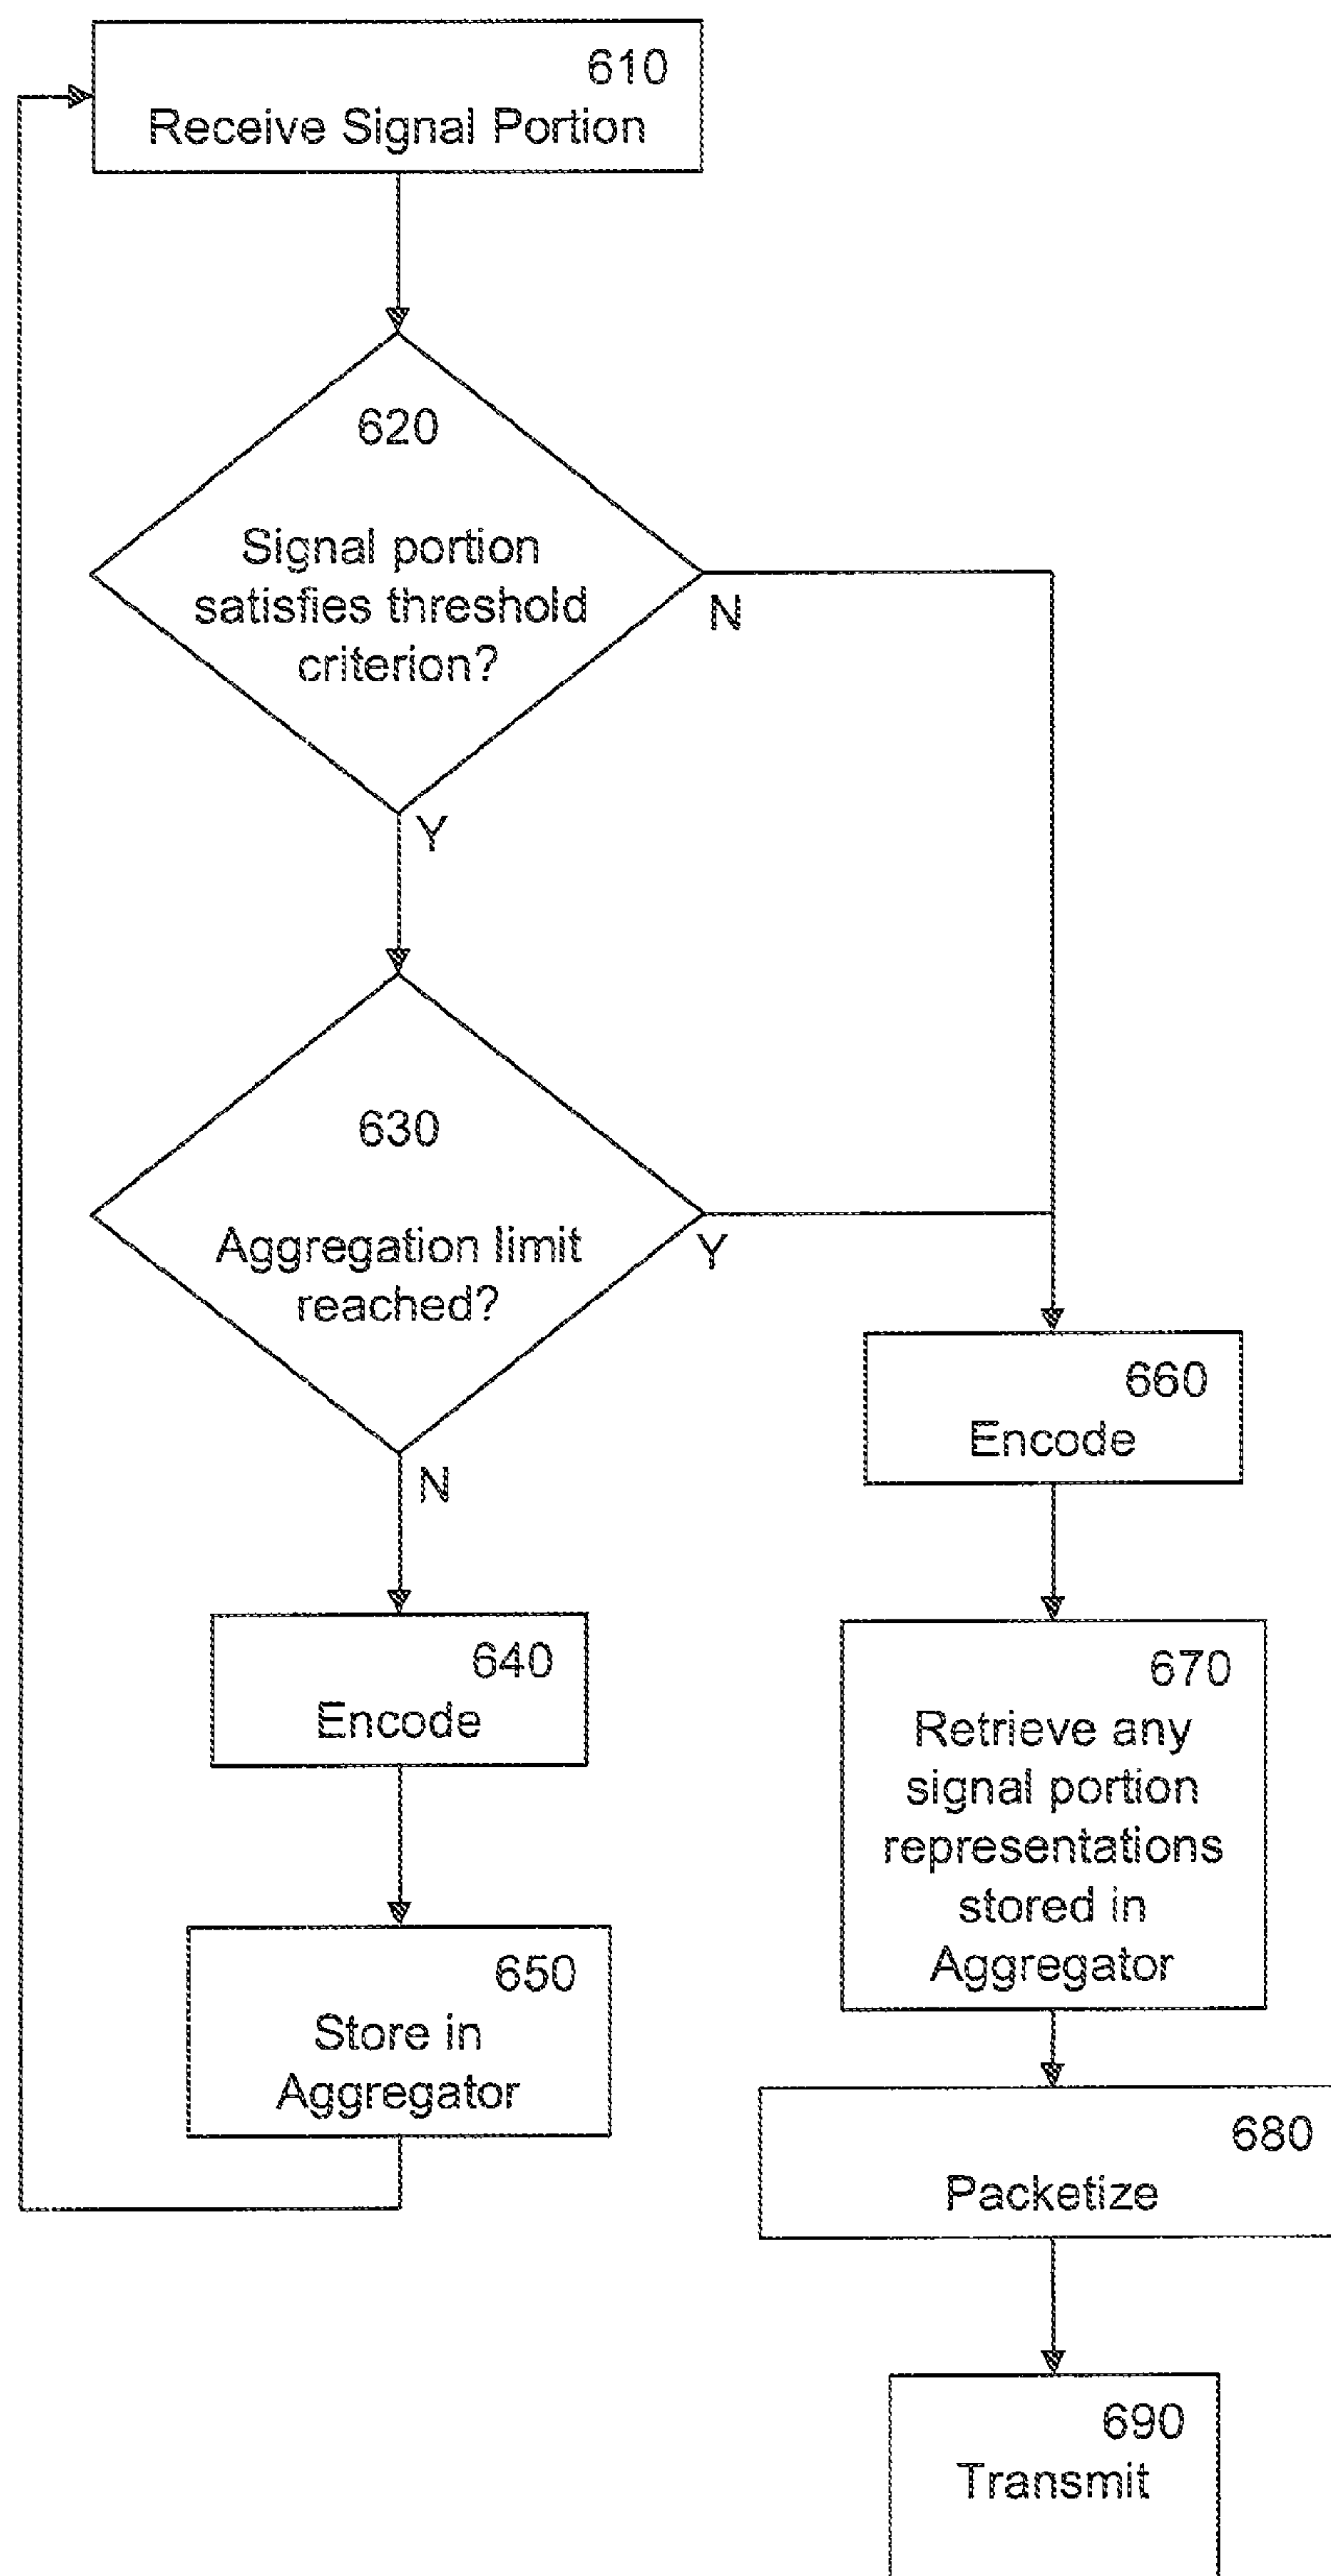 610
Receive Signal Portion
620
Signal portion
satisfies threshold
criterion?
N
Y
630
Aggregation limit
reached?
Y
N
660
Encode
640
Encode
670
Retrieve any
signal portion
representations
stored in
Aggregator
650
Store in
Aggregator
680
Packetize
690
Transmit